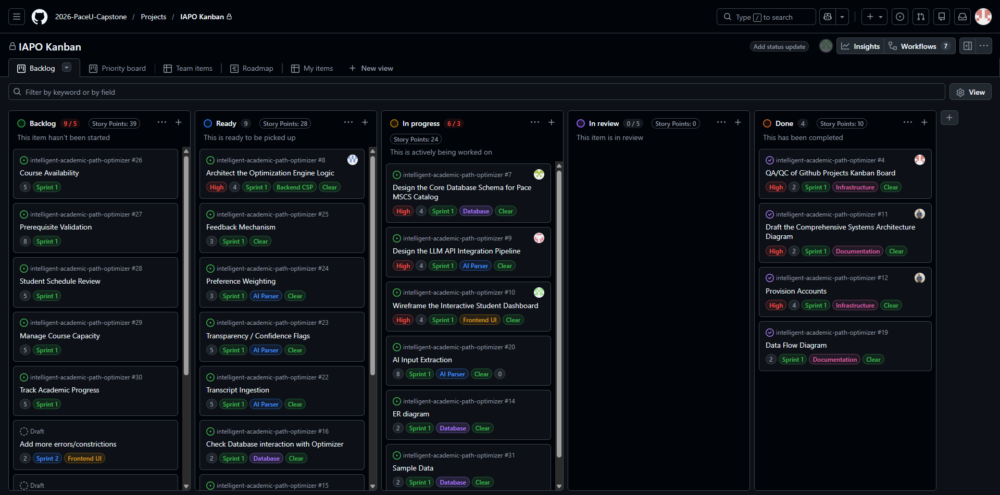 2026-PaceU-Capstone / Projects / IAPO Kanban
Type / to search
IAPO Kanban
Add status update
Insights
Workflows 7
Backlog
Priority board
Team items
Roadmap
My items
New view
Filter by keyword or by field
View
Backlog 9 / 5 Story Points: 39
This item hasn't been started
intelligent-academic-path-optimizer #26
Course Availability
5 Sprint 1
intelligent-academic-path-optimizer #27
Prerequisite Validation
8 Sprint 1
intelligent-academic-path-optimizer #28
Student Schedule Review
5 Sprint 1
intelligent-academic-path-optimizer #29
Manage Course Capacity
5 Sprint 1
intelligent-academic-path-optimizer #30
Track Academic Progress
5 Sprint 1
Draft
Add more errors/constrictions
2 Sprint 2 Frontend UI
Draft
Ready 9 Story Points: 28
This is ready to be picked up
intelligent-academic-path-optimizer #8
Architect the Optimization Engine Logic
High 4 Sprint 1 Backend CSP Clear
intelligent-academic-path-optimizer #25
Feedback Mechanism
3 Sprint 1 Clear
intelligent-academic-path-optimizer #24
Preference Weighting
3 Sprint 1 AI Parser Clear
intelligent-academic-path-optimizer #23
Transparency / Confidence Flags
5 Sprint 1 AI Parser Clear
intelligent-academic-path-optimizer #22
Transcript Ingestion
5 Sprint 1 AI Parser Clear
intelligent-academic-path-optimizer #16
Check Database interaction with Optimizer
2 Sprint 1 Database Clear
intelligent-academic-path-optimizer #15
In progress 6 / 3
Story Points: 24
This is actively being worked on
intelligent-academic-path-optimizer #7
Design the Core Database Schema for Pace
MSCS Catalog
High 4 Sprint 1 Database Clear
intelligent-academic-path-optimizer #9
Design the LLM API Integration Pipeline
High 4 Sprint 1 AI Parser Clear
intelligent-academic-path-optimizer #10
Wireframe the Interactive Student Dashboard
High 4 Sprint 1 Frontend UI Clear
intelligent-academic-path-optimizer #20
AI Input Extraction
8 Sprint 1 AI Parser Clear 0
intelligent-academic-path-optimizer #14
ER diagram
2 Sprint 1 Database Clear
intelligent-academic-path-optimizer #31
Sample Data
2 Sprint 1 Database Clear
In review 0 / 5 Story Points: 0
This item is in review
Done 4 Story Points: 10
This has been completed
intelligent-academic-path-optimizer #4
QA/QC of Github Projects Kanban Board
High 2 Sprint 1 Infrastructure Clear
intelligent-academic-path-optimizer #11
Draft the Comprehensive Systems Architecture
Diagram
High 2 Sprint 1 Documentation Clear
intelligent-academic-path-optimizer #12
Provision Accounts
High 4 Sprint 1 Infrastructure Clear
intelligent-academic-path-optimizer #19
Data Flow Diagram
2 Sprint 1 Documentation Clear